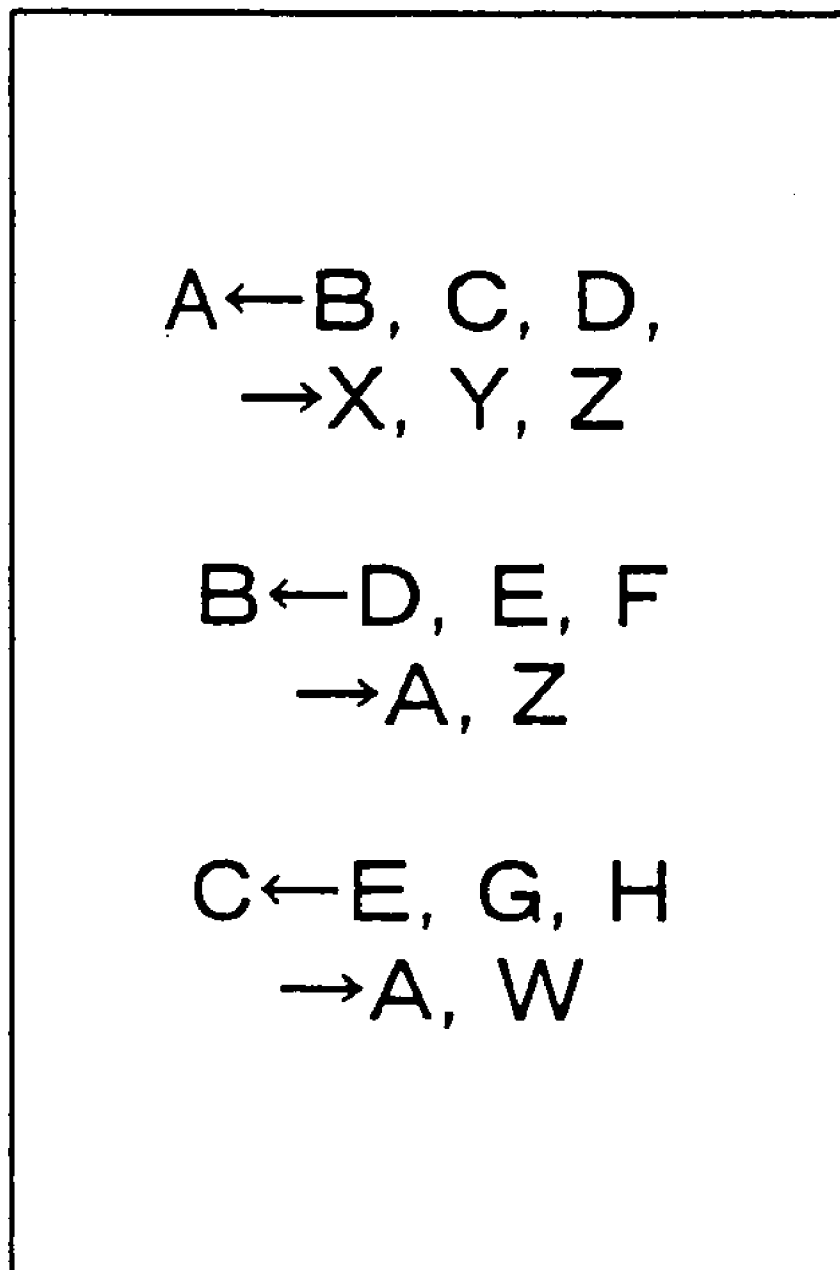 A←B, C, D,
→X, Y, Z
B←D, E, F
→A, Z
C←E, G, H
→A, W